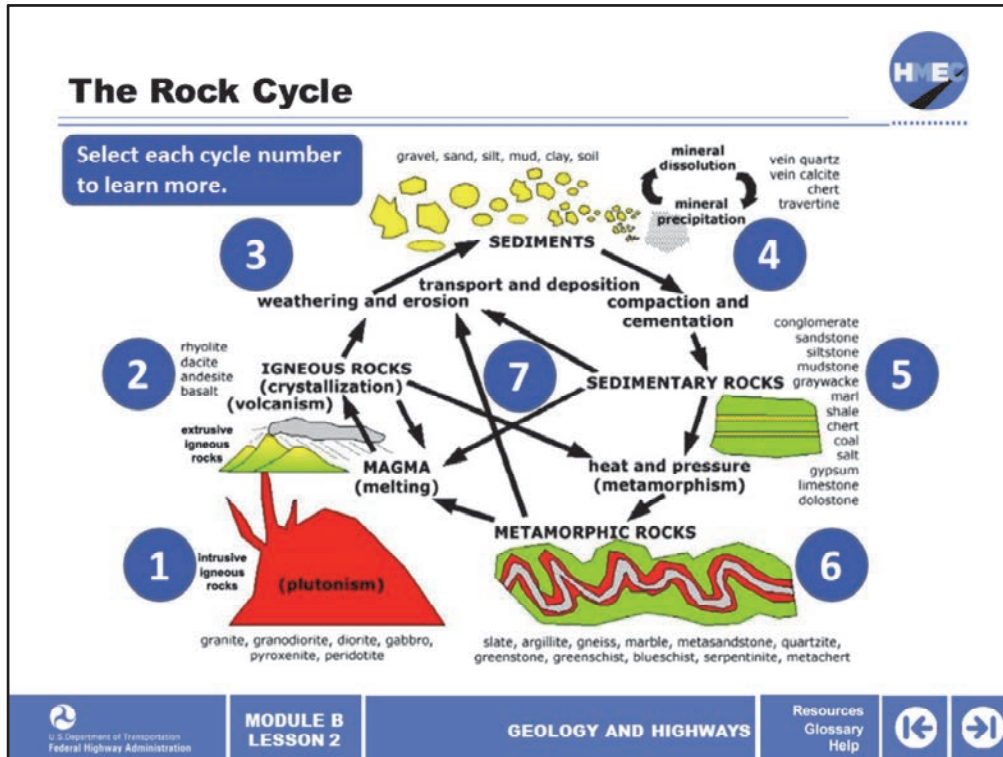 The Rock Cycle
HMEC
Select each cycle number
to learn more.
gravel, sand, silt, mud, clay, soil
mineral
dissolution
mineral
precipitation
vein quartz
vein calcite
chert
travertine
3
SEDIMENTS
4
transport and deposition
weathering and erosion
compaction and
cementation
2
rhyolite
dacite
andesite
basalt
IGNEOUS ROCKS
(crystallization)
(volcanism)
7
SEDIMENTARY ROCKS
conglomerate
sandstone
siltstone
mudstone
graywacke
marl
shale
chert
coal
salt
gypsum
limestone
dolostone
5
extrusive
igneous
rocks
MAGMA
(melting)
heat and pressure
(metamorphism)
METAMORPHIC ROCKS
1
intrusive
igneous
rocks
(plutonism)
6
granite, granodiorite, diorite, gabbro,
pyroxenite, peridotite
slate, argillite, gneiss, marble, metasandstone, quartzite,
greenstone, greenschist, blueschist, serpentinite, metachert
U.S. Department of Transportation
Federal Highway Administration
MODULE B
LESSON 2
GEOLOGY AND HIGHWAYS
Resources
Glossary
Help